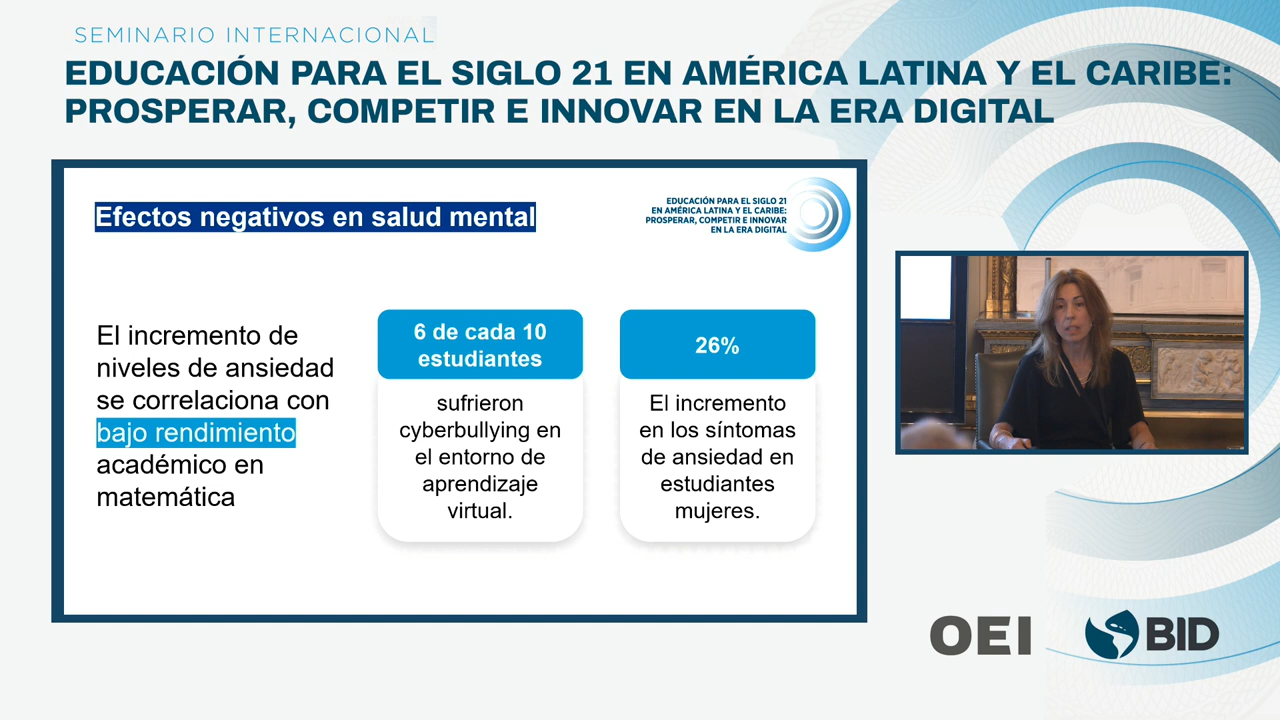 SEMINARIO INTERNACIONAL
EDUCACIÓN PARA EL SIGLO 21 EN AMÉRICA LATINA Y EL CARIBE:
PROSPERAR, COMPETIR E INNOVAR EN LA ERA DIGITAL
Efectos negativos en salud mental
EDUCACIÓN PARA EL SIGLO 21
EN AMÉRICA LATINA Y EL CARIBE:
PROSPERAR, COMPETIR E INNOVAR
EN LA ERA DIGITAL
El incremento de
niveles de ansiedad
se correlaciona con
bajo rendimiento
académico en
matemática
6 de cada 10
estudiantes
sufrieron
cyberbullying en
el entorno de
aprendizaje
virtual.
26%
El incremento
en los síntomas
de ansiedad en
estudiantes
mujeres.
OEI
BID